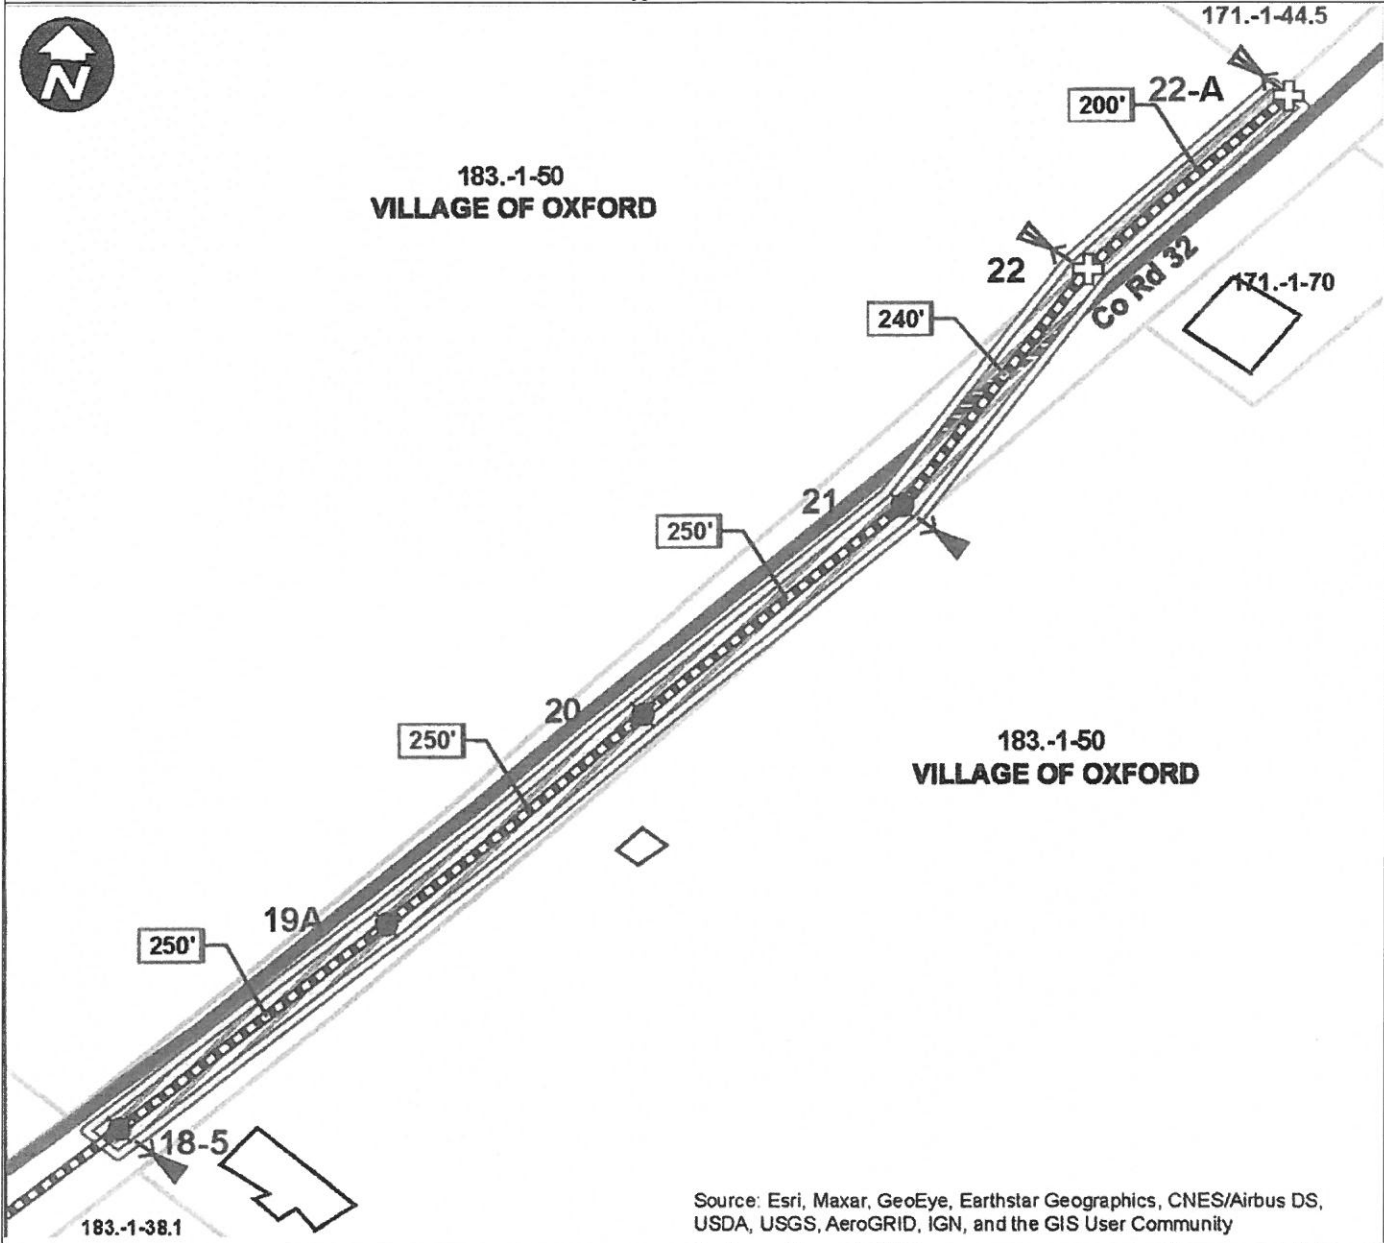 N
171.-1-44.5
22-A
200'
183.-1-50
VILLAGE OF OXFORD
22
Co Rd 32
171.-1-70
240'
21
250'
20
250'
183.-1-50
VILLAGE OF OXFORD
19A
250'
18-5
183.-1-38.1
Source: Esri, Maxar, GeoEye, Earthstar Geographics, CNES/Airbus DS,
USDA, USGS, AeroGRID, IGN, and the GIS User Community